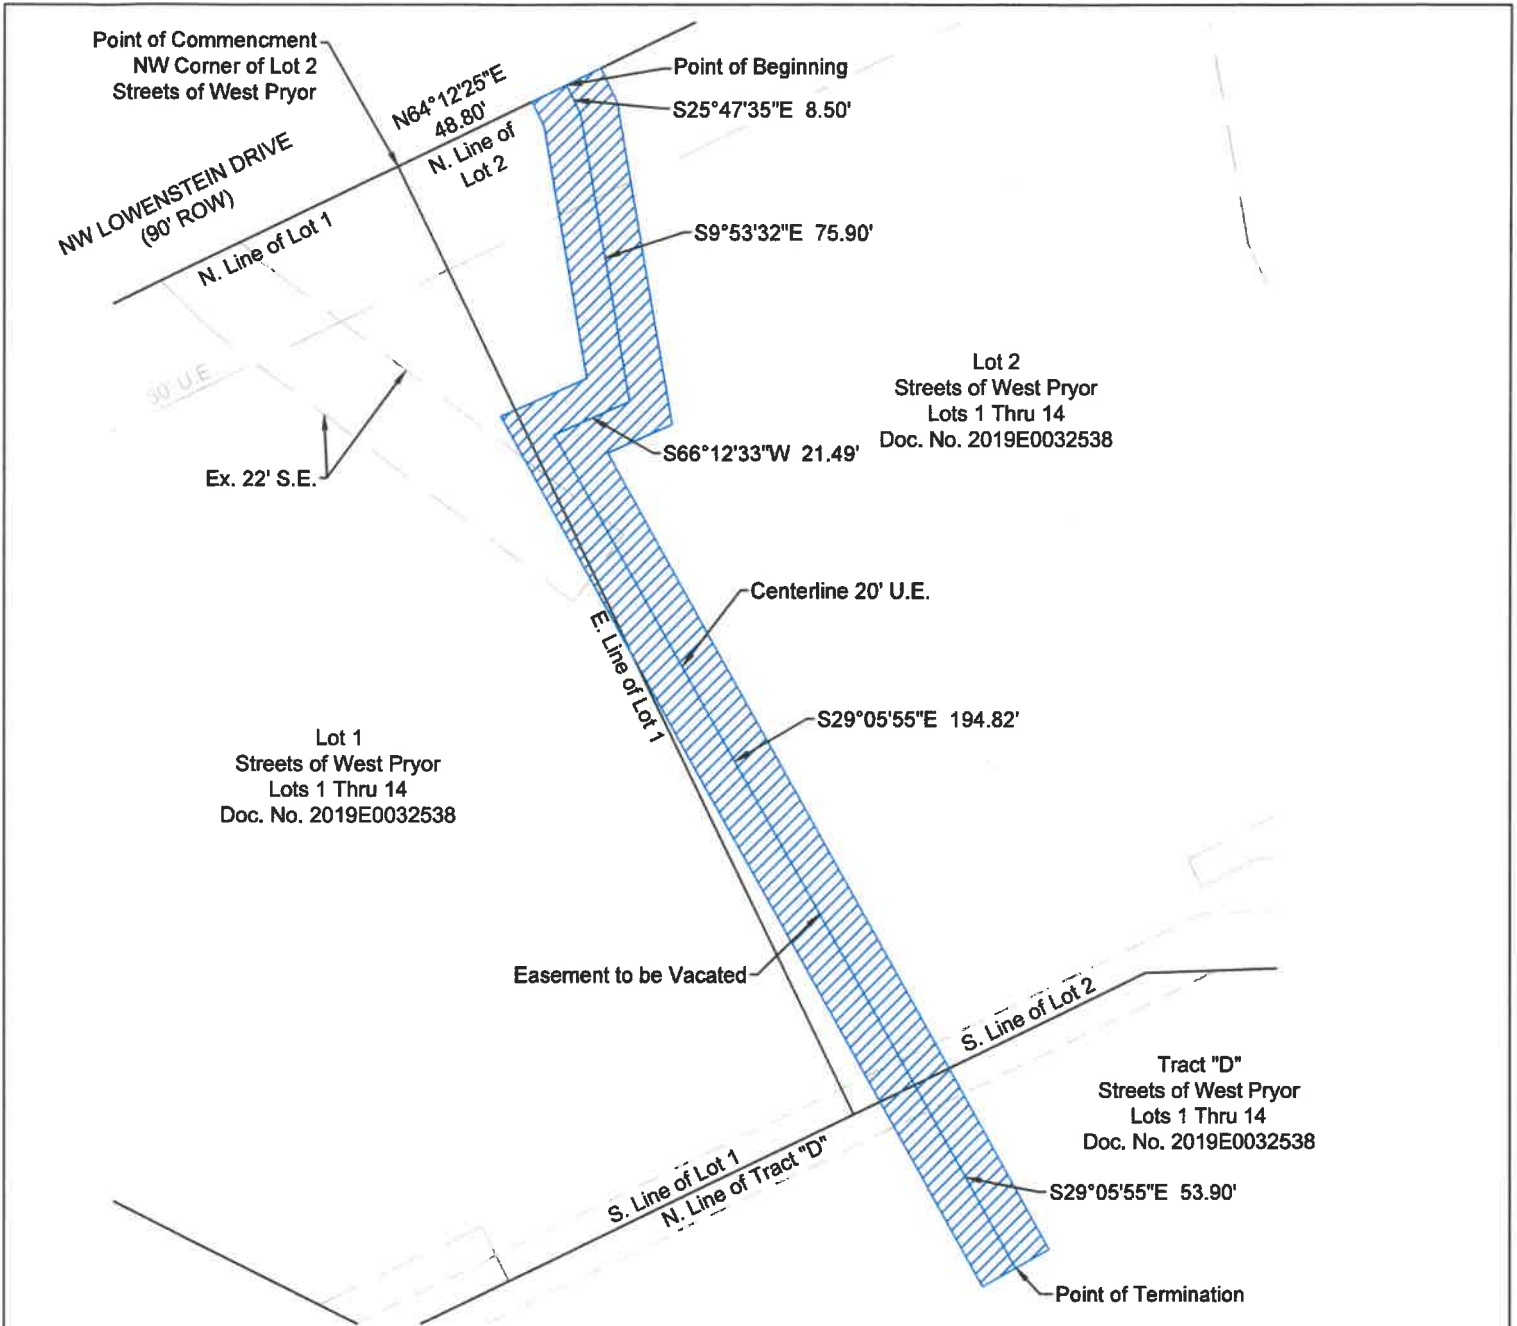 Point of Commencment
NW Corner of Lot 2
Streets of West Pryor
N64°12'25"E
48.80'
N. Line of
Lot 2
Point of Beginning
S25°47'35"E 8.50'
NW LOWENSTEIN DRIVE
(90' ROW)
N. Line of Lot 1
S9°53'32"E 75.90'
30' U.E.
Lot 2
Streets of West Pryor
Lots 1 Thru 14
Doc. No. 2019E0032538
S66°12'33"W 21.49'
Ex. 22' S.E.
Centerline 20' U.E.
E. Line of Lot 1
S29°05'55"E 194.82'
Lot 1
Streets of West Pryor
Lots 1 Thru 14
Doc. No. 2019E0032538
Easement to be Vacated
S. Line of Lot 2
Tract "D"
Streets of West Pryor
Lots 1 Thru 14
Doc. No. 2019E0032538
S. Line of Lot 1
N. Line of Tract "D"
S29°05'55"E 53.90'
Point of Termination